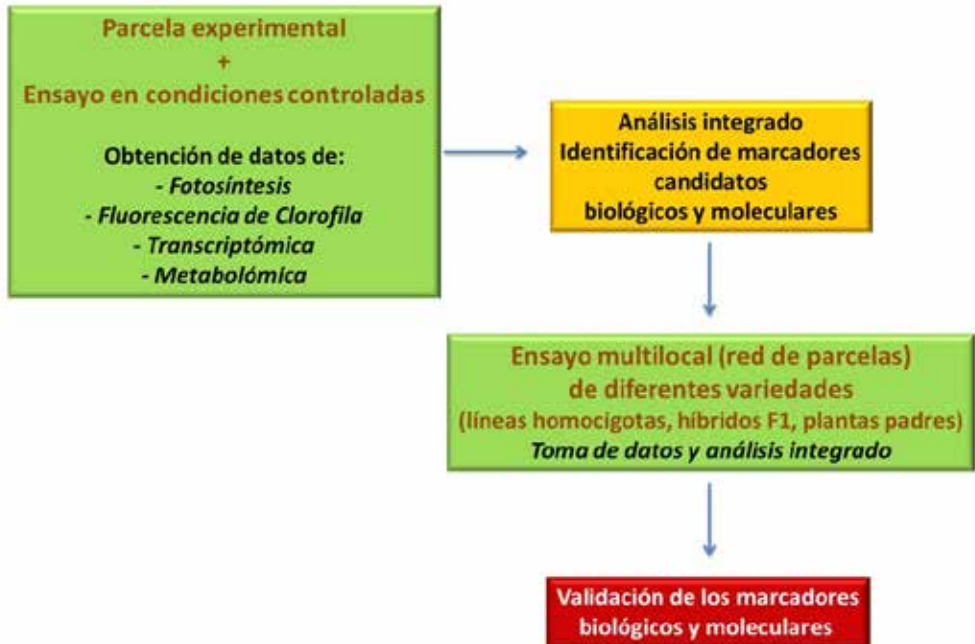 Parcela experimental
+
Ensayo en condiciones controladas
Obtención de datos de:
- Fotosíntesis
- Fluorescencia de Clorofila
- Transcriptómica
- Metabolómica
Análisis integrado
Identificación de marcadores
candidatos
biológicos y moleculares
Ensayo multilocal (red de parcelas)
de diferentes variedades
(líneas homocigotas, híbridos F1, plantas padres)
Toma de datos y análisis integrado
Validación de los marcadores
biológicos y moleculares